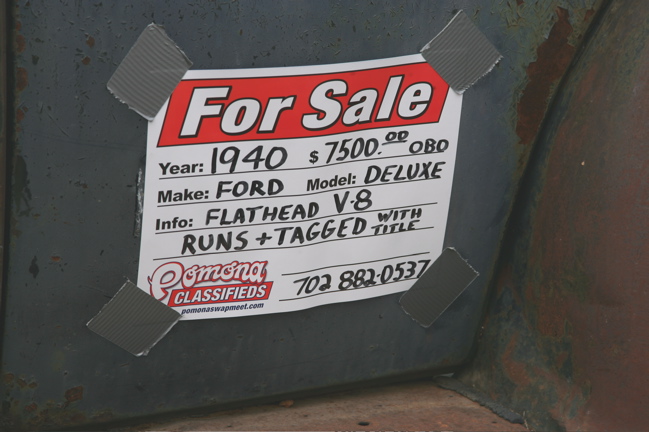 For Sale
Year: 1940 $ 7500.00 OBO
Make: FORD Model: DELUXE
Info: FLATHEAD V-8
RUNS + TAGGED WITH TITLE
Pomona
CLASSIFIEDS
pomonaswapmeet.com
702 882-0537